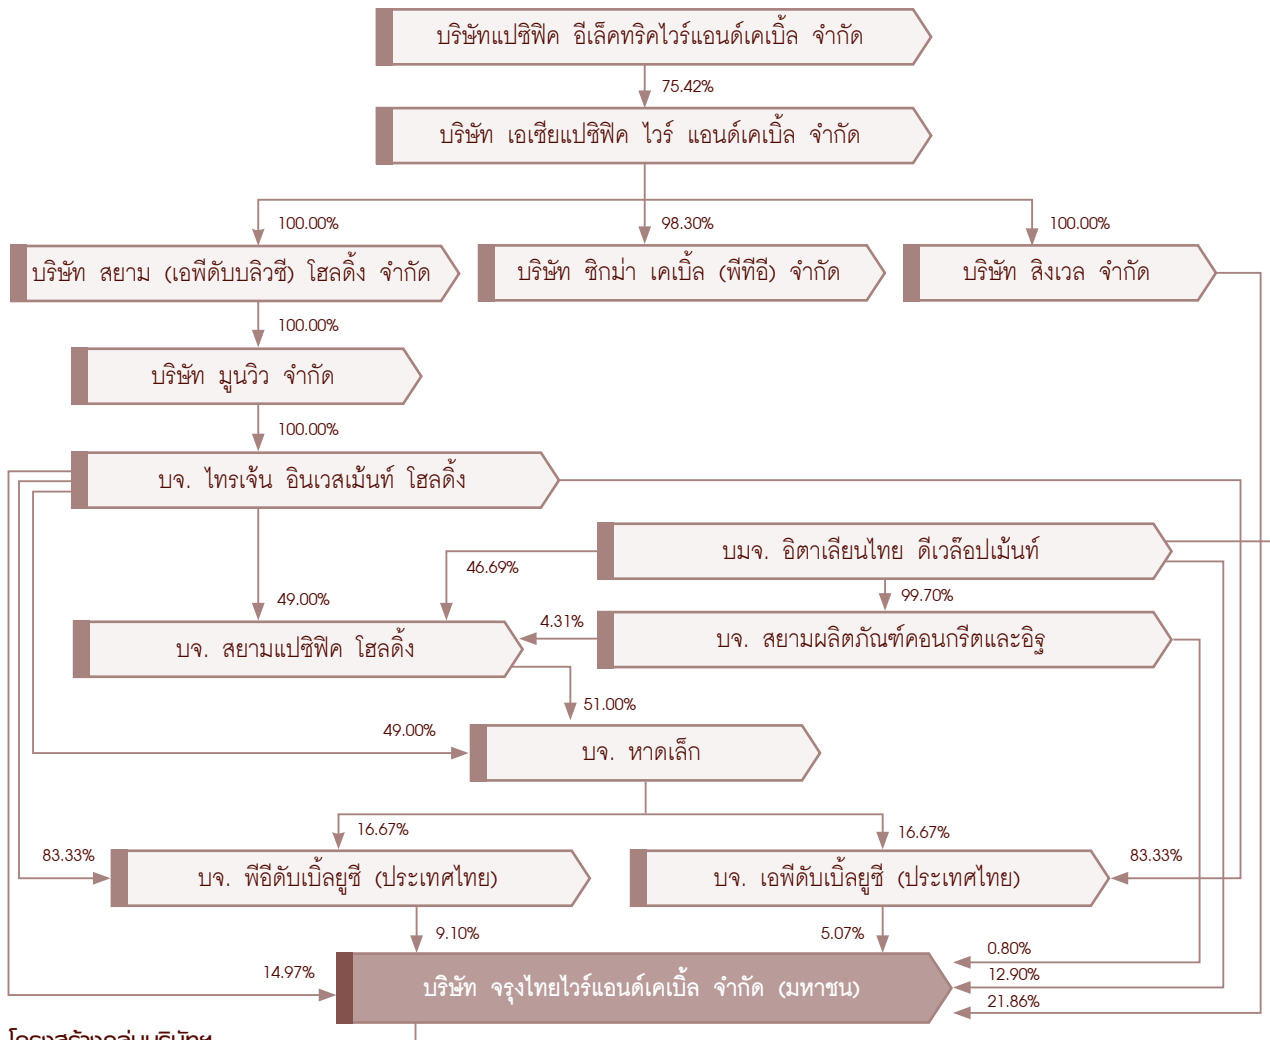 บริษัทแปซิฟิค อีเล็คทริคไวร์แอนด์เคเบิ้ล จำกัด
75.42%
บริษัท เอเซียแปซิฟิค ไวร์ แอนด์เคเบิ้ล จำกัด
100.00%
98.30%
100.00%
บริษัท สยาม (เอพีดับบลิวซี) โฮลดิ้ง จำกัด
บริษัท ซิกม่า เคเบิ้ล (พีทีอี) จำกัด
บริษัท สิงเวล จำกัด
100.00%
บริษัท มูนวิว จำกัด
100.00%
บจ. ไทรเจ้น อินเวสเม้นท์ โฮลดิ้ง
บมจ. อิตาเลียนไทย ดีเวล๊อปเม้นท์
46.69%
99.70%
49.00%
4.31%
บจ. สยามผลิตภัณฑ์คอนกรีตและอิฐ
บจ. สยามแปซิฟิค โฮลดิ้ง
51.00%
49.00%
บจ. หาดเล็ก
16.67%
16.67%
83.33%
83.33%
บจ. พีอีดับเบิ้ลยูซี (ประเทศไทย)
บจ. เอพีดับเบิ้ลยูซี (ประเทศไทย)
9.10%
5.07%
0.80%
14.97%
12.90%
บริษัท จรุงไทยไวร์แอนด์เคเบิ้ล จำกัด (มหาชน)
21.86%